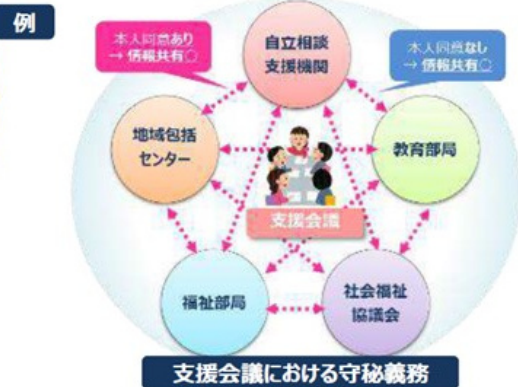 例
本人同意あり
→ 情報共有○
自立相談
支援機関
本人同意なし
→ 情報共有○
地域包括
センター
教育部局
支援会議
福祉部局
社会福祉
協議会
支援会議における守秘義務